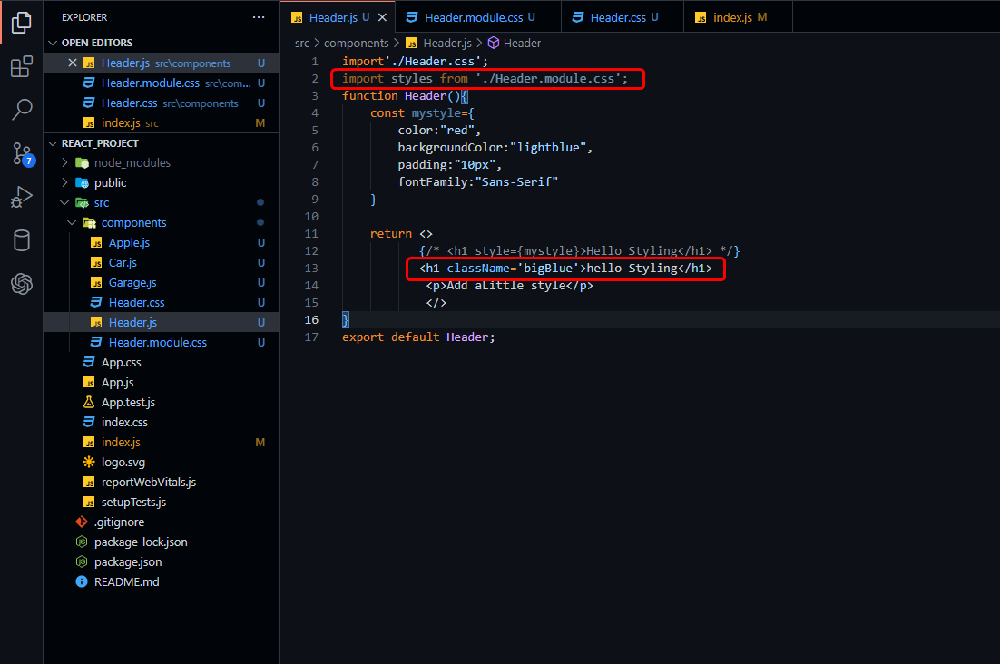 EXPLORER
OPEN EDITORS
Header.js src\components U
Header.module.css src\com... U
Header.css src\components U
index.js src M
REACT_PROJECT
node_modules
public
src
components
Apple.js U
Car.js U
Garage.js U
Header.css U
Header.js U
Header.module.css U
App.css
App.js
App.test.js
index.css
index.js M
logo.svg
reportWebVitals.js
setupTests.js
.gitignore
package-lock.json
package.json
README.md
7
Header.js U
Header.module.css U
Header.css U
index.js M
src > components > Header.js > Header
1 import'./Header.css';
2 import styles from './Header.module.css';
3 function Header(){
4 const mystyle={
5 color:"red",
6 backgroundColor:"lightblue",
7 padding:"10px",
8 fontFamily:"Sans-Serif"
9 }
10
11 return <>
12 {/* <h1 style={mystyle}>Hello Styling</h1> */}
13 <h1 className='bigBlue'>hello Styling</h1>
14 <p>Add alittle style</p>
15 </>
16 }
17 export default Header;